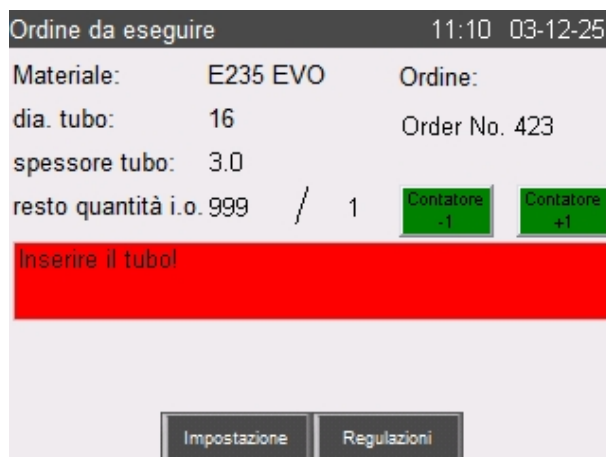 Ordine da eseguire 11:10 03-12-25
Materiale: E235 EVO Ordine:
dia. tubo: 16 Order No. 423
spessore tubo: 3.0
resto quantità i.o. 999 / 1 Contatore -1 Contatore +1
Inserire il tubo!
Impostazione Regulazioni